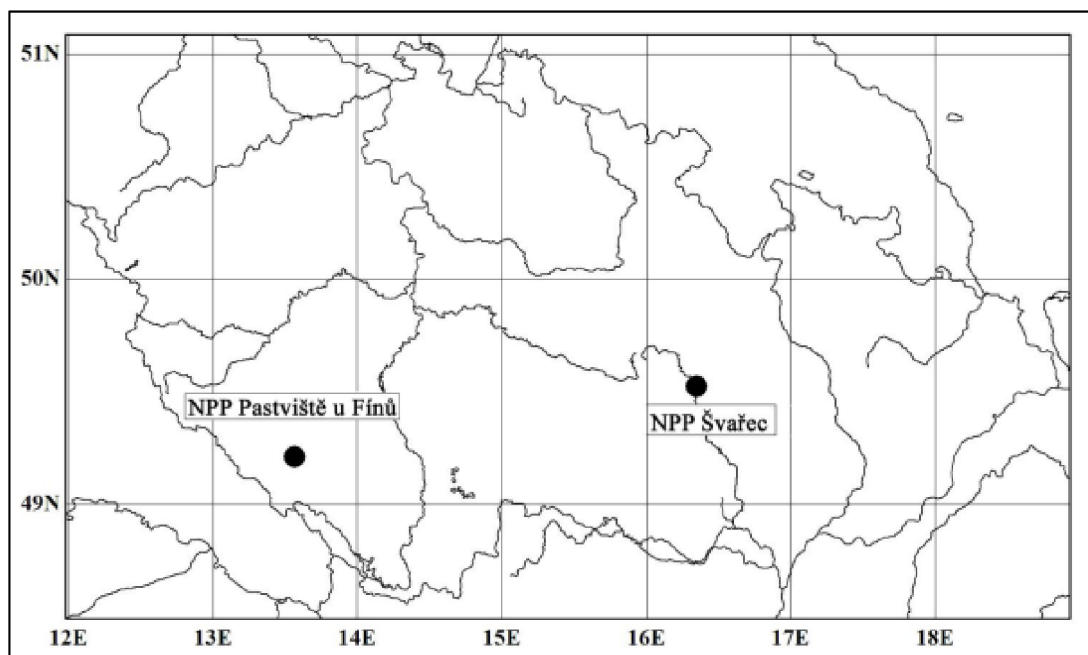 51N
50N
NPP Pastviště u Fínů
NPP Švařec
49N
12E 13E 14E 15E 16E 17E 18E